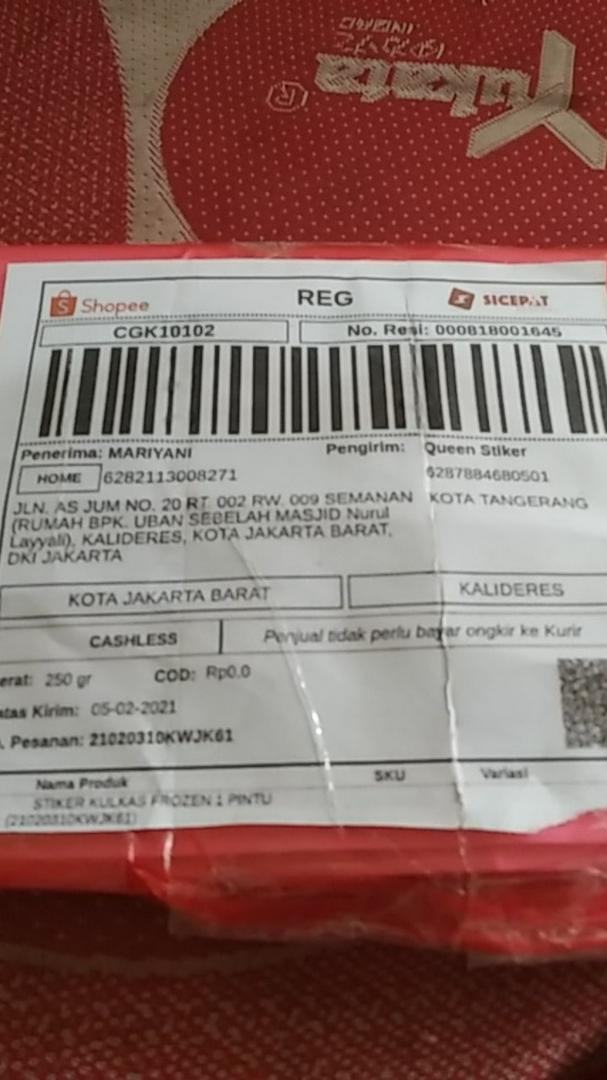 Yukata
®
Shopee
REG
SICEPAT
CGK10102
No. Resi: 000818001645
Penerima: MARIYANI
Pengirim: Queen Stiker
HOME 6282113008271
6287884680501
JLN. AS JUM NO. 20 RT 002 RW. 009 SEMANAN
KOTA TANGERANG
(RUMAH BPK. UBAN SEBELAH MASJID Nurul
Layyali), KALIDERES, KOTA JAKARTA BARAT,
DKI JAKARTA
KOTA JAKARTA BARAT
KALIDERES
CASHLESS
Penjual tidak perlu bayar ongkir ke Kurir
erat: 250 gr
COD: Rp0.0
atas Kirim: 05-02-2021
. Pesanan: 21020310KWJK61
Nama Produk
SKU
Variasi
STIKER KULKAS FROZEN 1 PINTU
(21020310KWJK61)